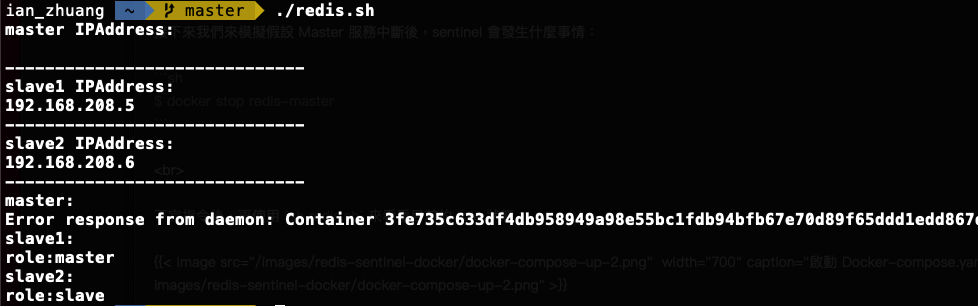 ian_zhuang ~ master ./redis.sh
master IPAddress:
下來我們來模擬假設 Master 服務中斷後，sentinel 會發生什麼事情：
------------------------------
slave1 IPAddress:
$ docker stop redis-master
192.168.208.5
------------------------------
slave2 IPAddress:
192.168.208.6
<br>
------------------------------
master:
Error response from daemon: Container 3fe735c633df4db958949a98e55bc1fdb94bfb67e70d89f65ddd1edd867
slave1:
role:master
{{< image src="/images/redis-sentinel-docker/docker-compose-up-2.png" width="700" caption="啟動 Docker-compose.yam
slave2:
images/redis-sentinel-docker/docker-compose-up-2.png" >}}
role:slave